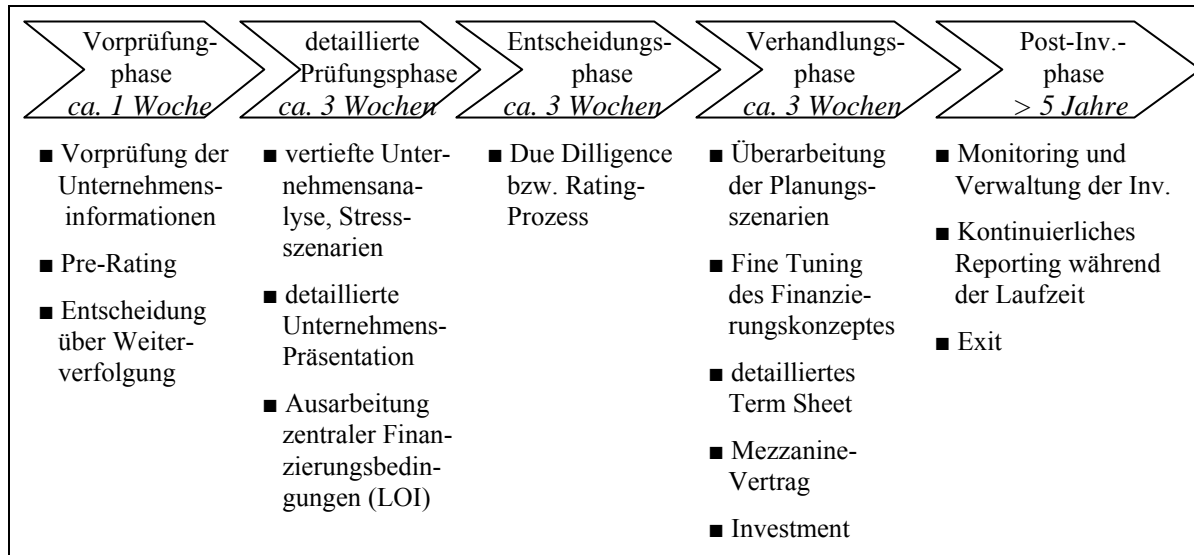 Vorprüfung-
phase
ca. 1 Woche
detaillierte
Prüfungsphase
ca. 3 Wochen
Entscheidungs-
phase
ca. 3 Wochen
Verhandlungs-
phase
ca. 3 Wochen
Post-Inv.-
phase
> 5 Jahre
■ Vorprüfung der
Unternehmens-
informationen
■ Pre-Rating
■ Entscheidung
über Weiter-
verfolgung
■ vertiefte Unter-
nehmensana-
lyse, Stress-
szenarien
■ detaillierte
Unternehmens-
Präsentation
■ Ausarbeitung
zentraler Finan-
zierungsbedin-
gungen (LOI)
■ Due Dilligence
bzw. Rating-
Prozess
■ Überarbeitung
der Planungs-
szenarien
■ Fine Tuning
des Finanzie-
rungskonzeptes
■ detailliertes
Term Sheet
■ Mezzanine-
Vertrag
■ Investment
■ Monitoring und
Verwaltung der Inv.
■ Kontinuierliches
Reporting während
der Laufzeit
■ Exit